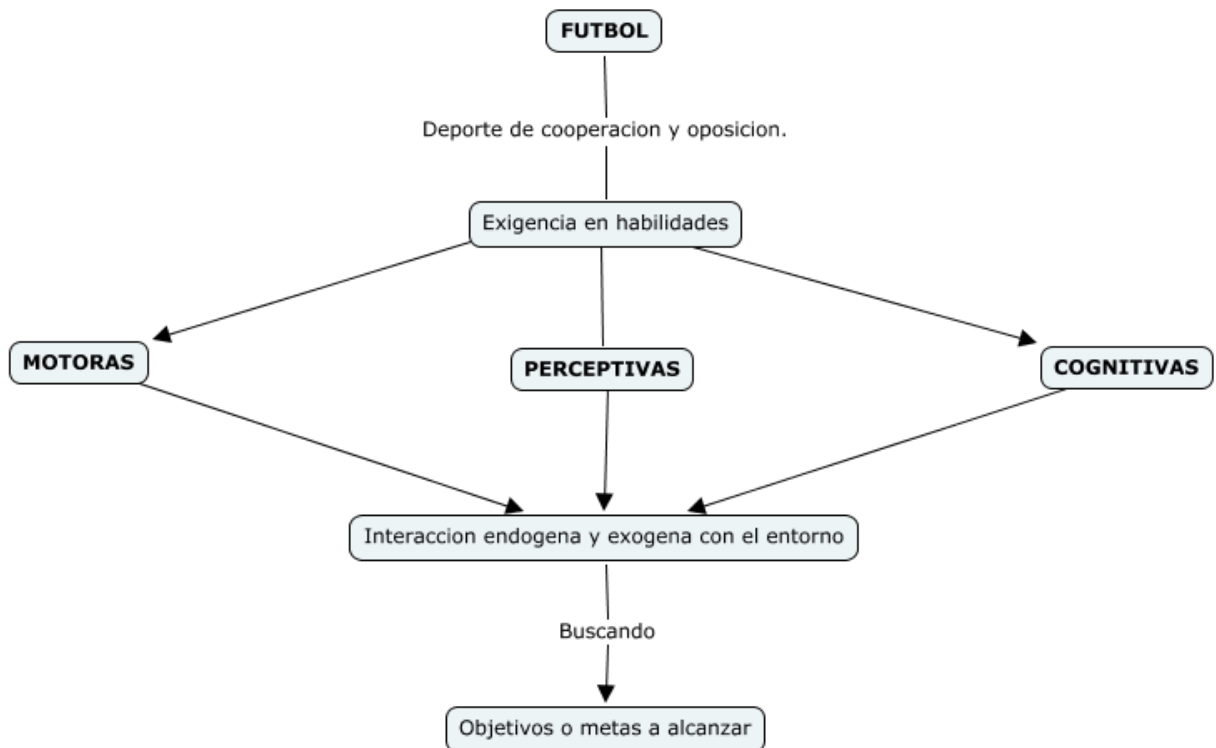 FUTBOL
Deporte de cooperacion y oposicion.
Exigencia en habilidades
MOTORAS
PERCEPTIVAS
COGNITIVAS
Interaccion endogena y exogena con el entorno
Buscando
Objetivos o metas a alcanzar